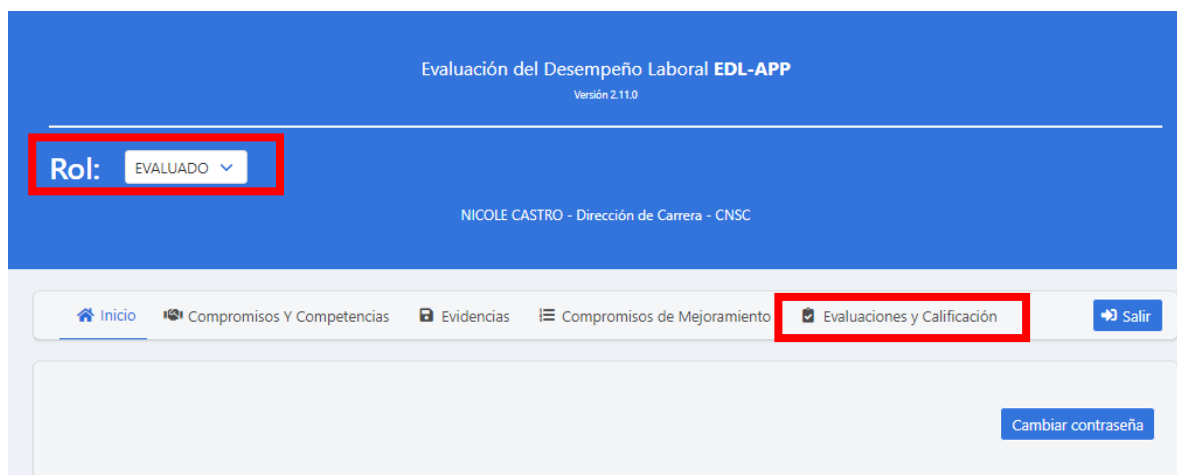 Evaluación del Desempeño Laboral EDL-APP
Versión 2.11.0
Rol: EVALUADO
NICOLE CASTRO - Dirección de Carrera - CNSC
Inicio Compromisos Y Competencias Evidencias Compromisos de Mejoramiento Evaluaciones y Calificación Salir
Cambiar contraseña